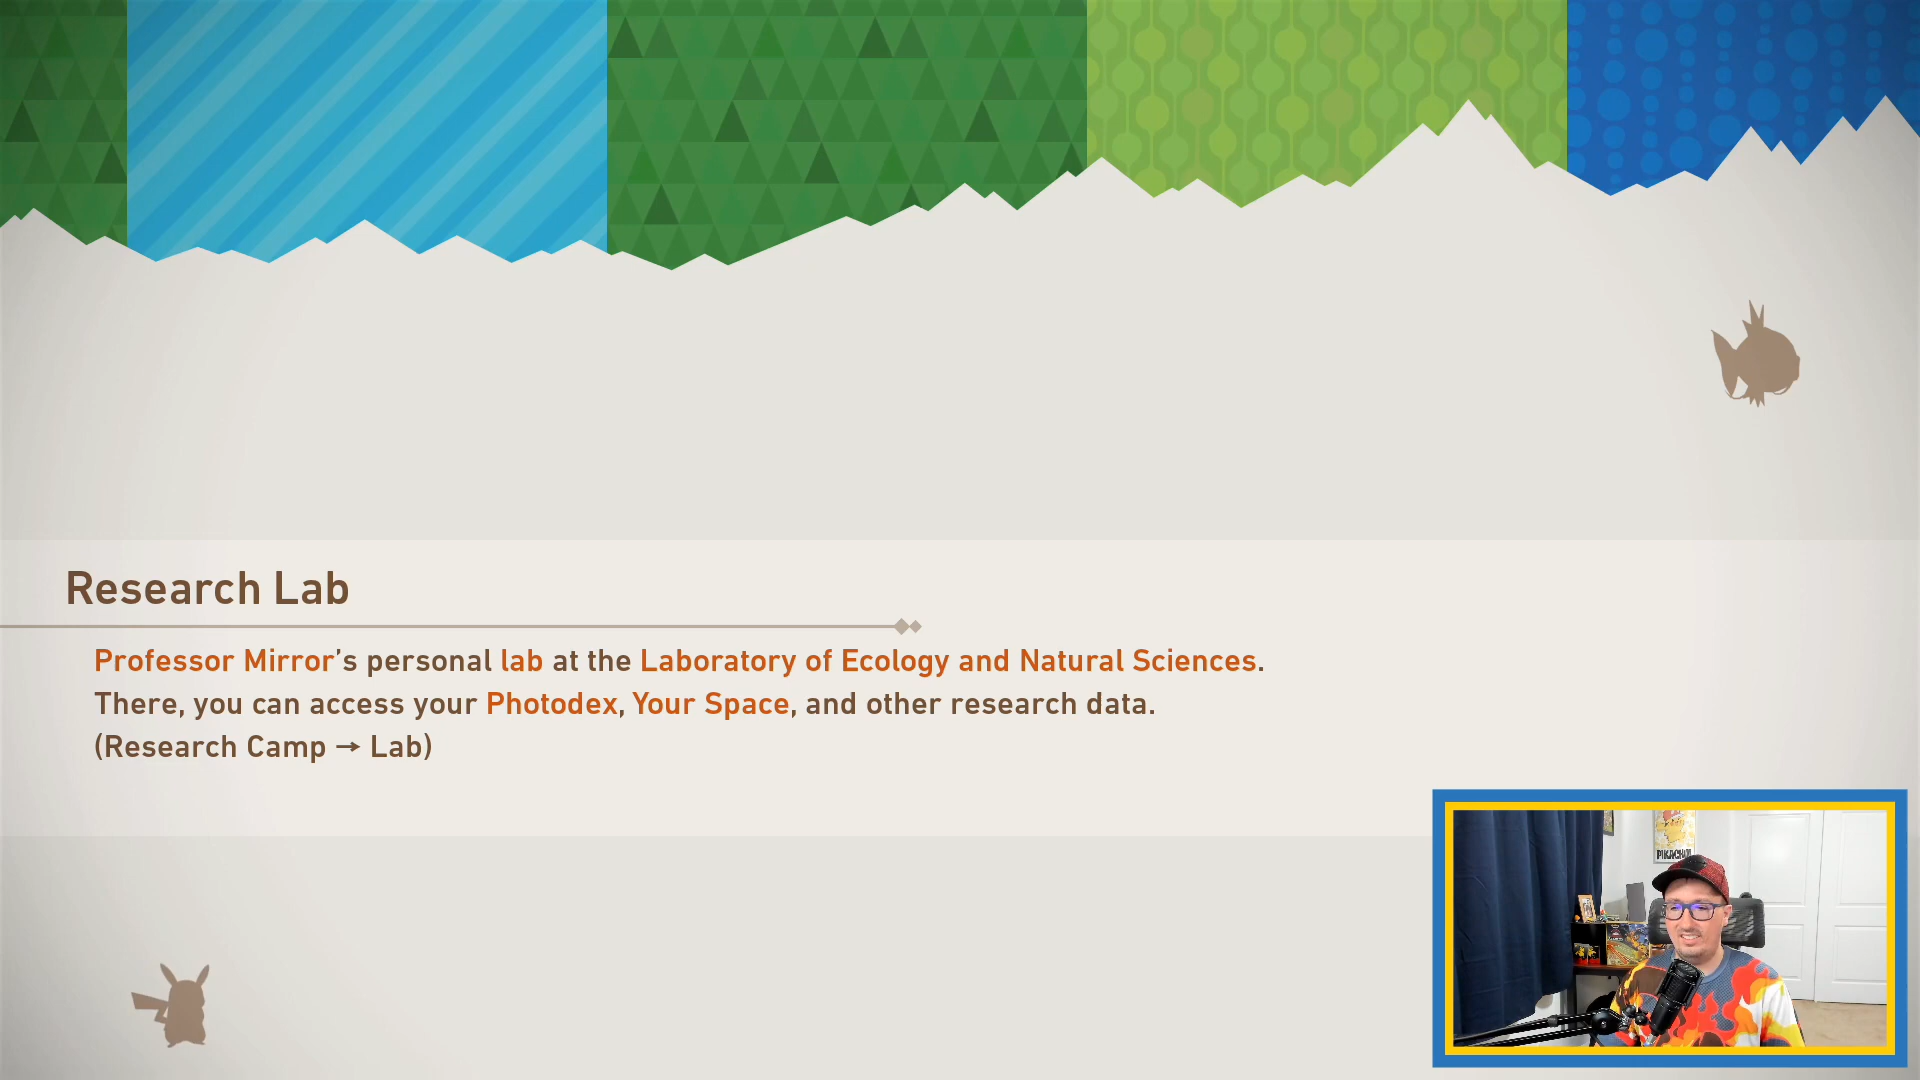 Research Lab
Professor Mirror's personal lab at the Laboratory of Ecology and Natural Sciences.
There, you can access your Photodex, Your Space, and other research data.
(Research Camp → Lab)
PIKACHU